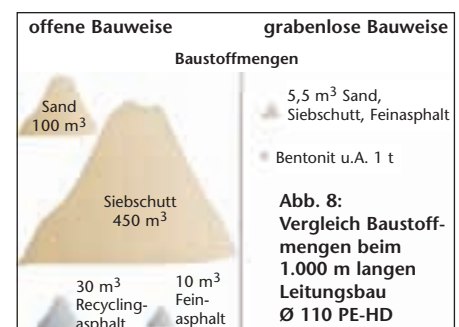 offene Bauweise
grabenlose Bauweise
Baustoffmengen
Sand
100 m³
Siebschutt
450 m³
30 m³
Recycling-
asphalt
10 m³
Fein-
asphalt
5,5 m³ Sand,
Siebschutt, Feinasphalt
Bentonit u.A. 1 t
Abb. 8:
Vergleich Baustoff-
mengen beim
1.000 m langen
Leitungsbau
Ø 110 PE-HD